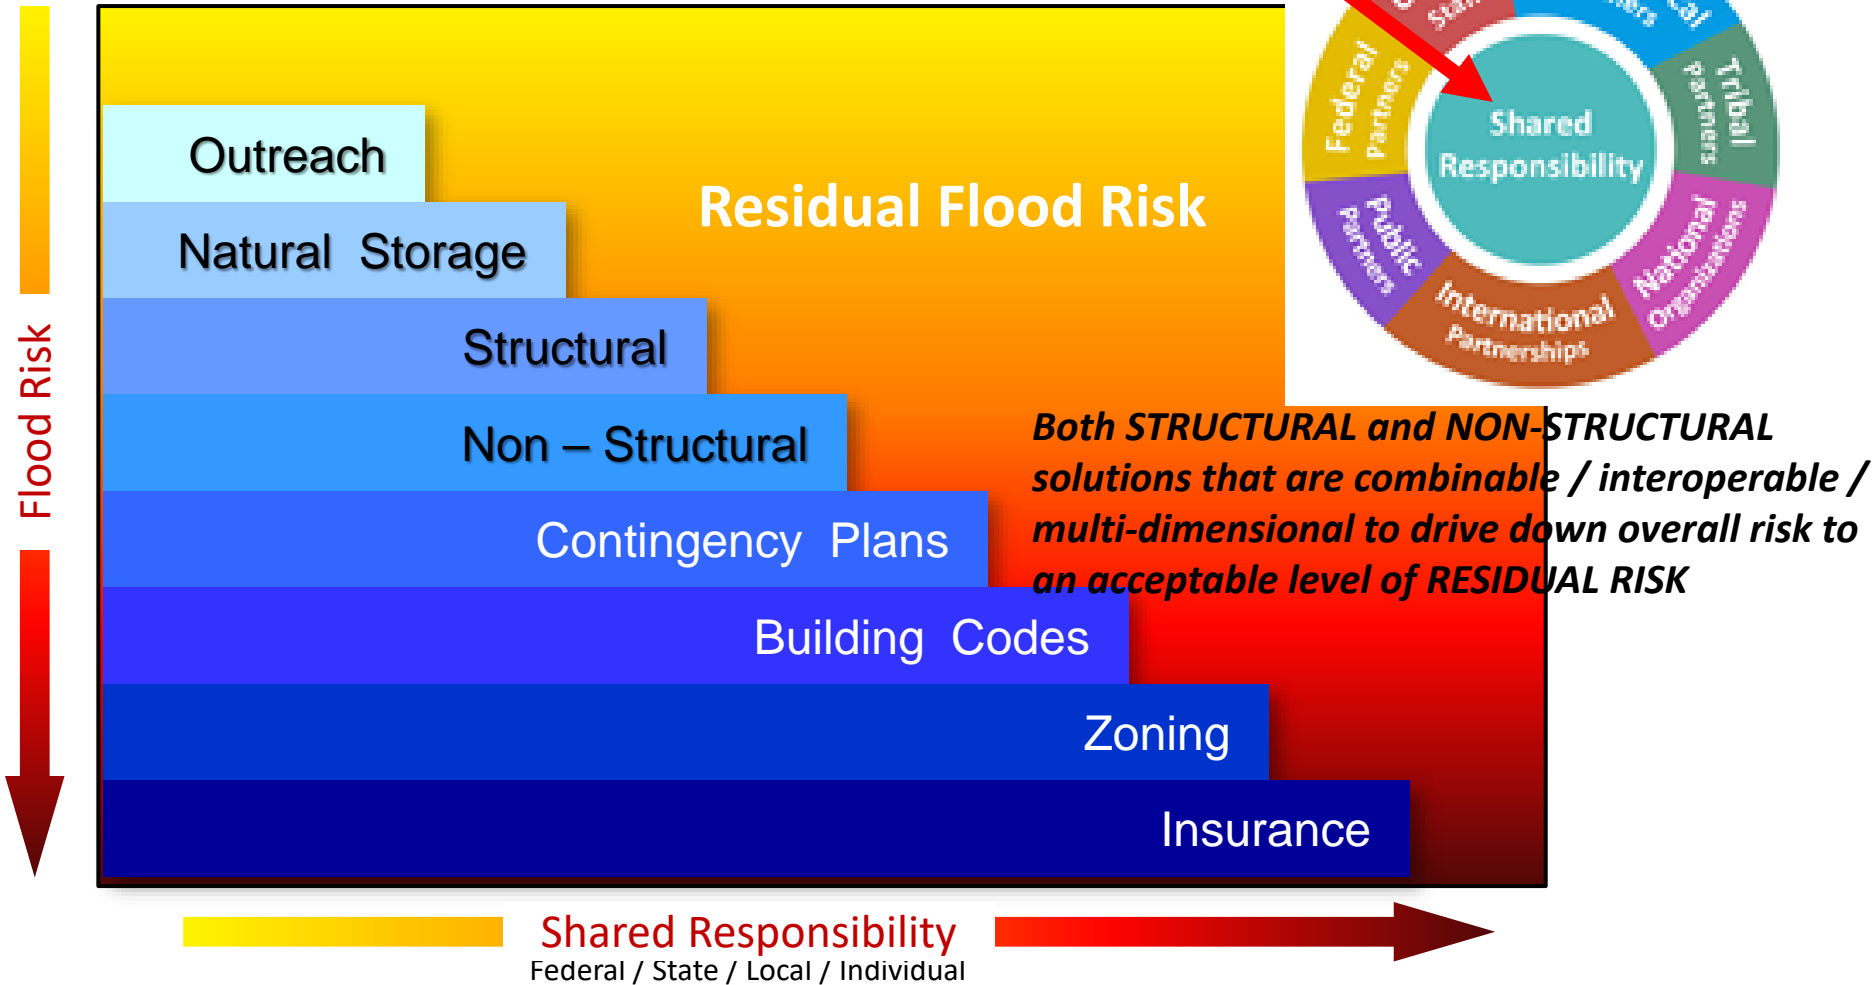 Outreach
Natural Storage
Structural
Non – Structural
Contingency Plans
Building Codes
Zoning
Insurance
Residual Flood Risk
Flood Risk
Shared Responsibility
Federal / State / Local / Individual
Federal
Partners
Tribal
Partners
National
Organizations
International
Partnerships
Public
Partners
Shared
Responsibility
Both STRUCTURAL and NON-STRUCTURAL
solutions that are combinable / interoperable /
multi-dimensional to drive down overall risk to
an acceptable level of RESIDUAL RISK